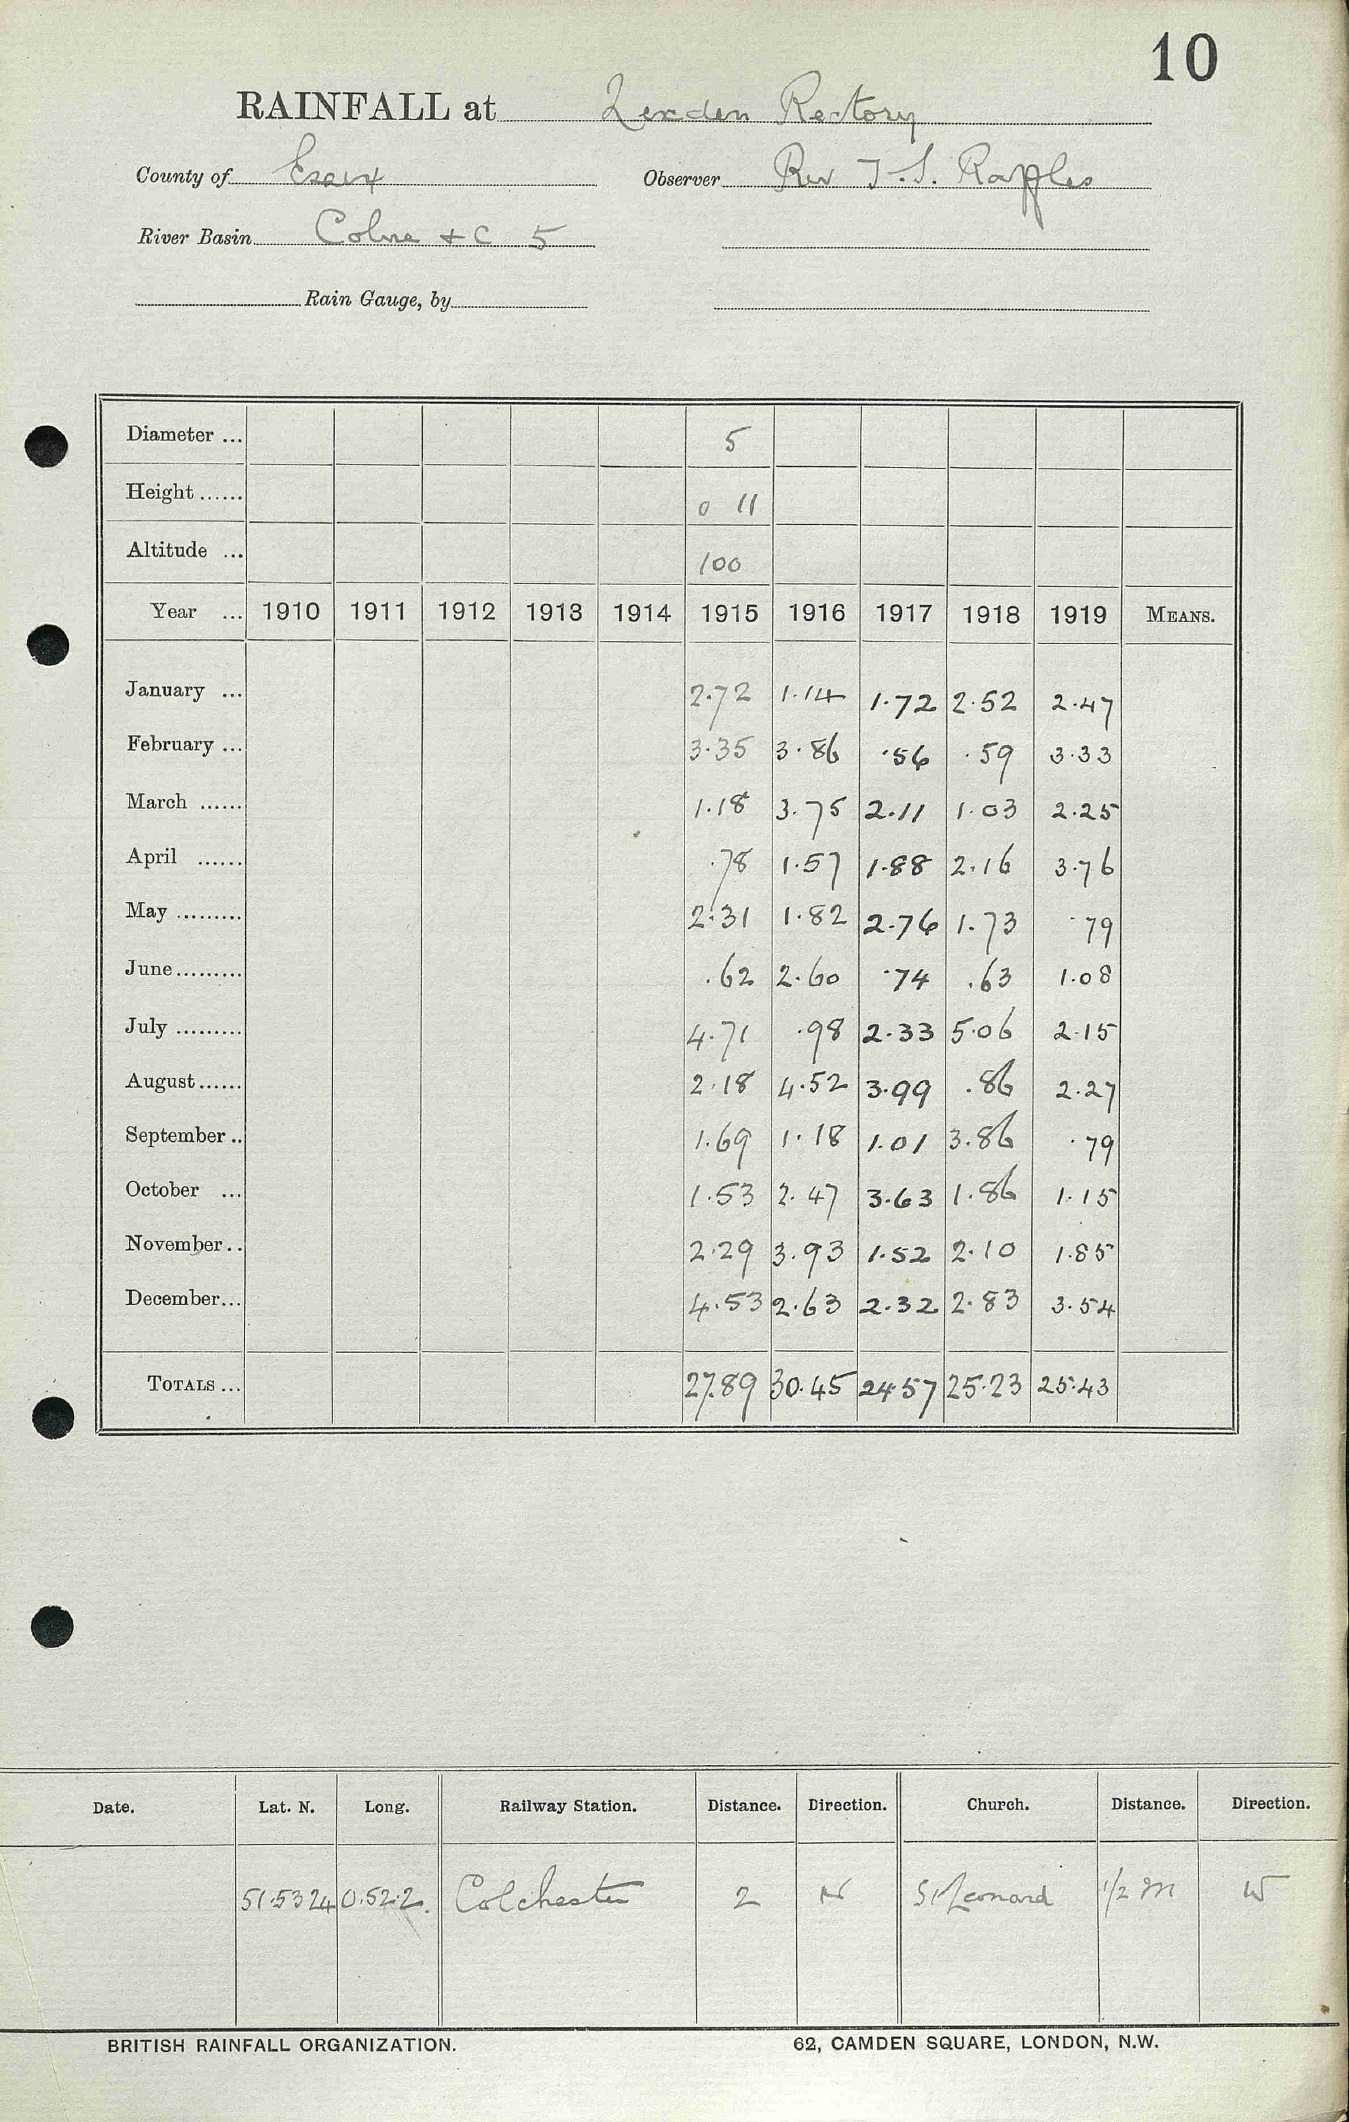 10
RAINFALL at Lexden Rectory
County of Essex Observer Rev T. S. Raffles
River Basin Colne + C 5
Rain Gauge, by
Diameter ... 5
Height ...... 0 11
Altitude ... 100
Year ... 1910 1911 1912 1913 1914 1915 1916 1917 1918 1919 MEANS.
January ... 2.72 1.14 1.72 2.52 2.47
February ... 3.35 3.86 .56 .59 3.33
March ...... 1.18 3.75 2.11 1.03 2.25
April ...... .78 1.57 1.88 2.16 3.76
May ......... 2.31 1.82 2.76 1.73 .79
June ......... .62 2.60 .74 .63 1.08
July ......... 4.71 .98 2.33 5.06 2.15
August ...... 2.18 4.52 3.99 .86 2.27
September .. 1.69 1.18 1.01 3.86 .79
October ... 1.53 2.47 3.63 1.86 1.15
November .. 2.29 3.93 1.52 2.10 1.85
December ... 4.53 2.63 2.32 2.83 3.54
TOTALS ... 27.89 30.45 24.57 25.23 25.43
Date. Lat. N. Long. Railway Station. Distance. Direction. Church. Distance. Direction.
51.53 24 0.52.2. Colchester 2 N St Leonard 1/2 m W
BRITISH RAINFALL ORGANIZATION. 62, CAMDEN SQUARE, LONDON, N.W.